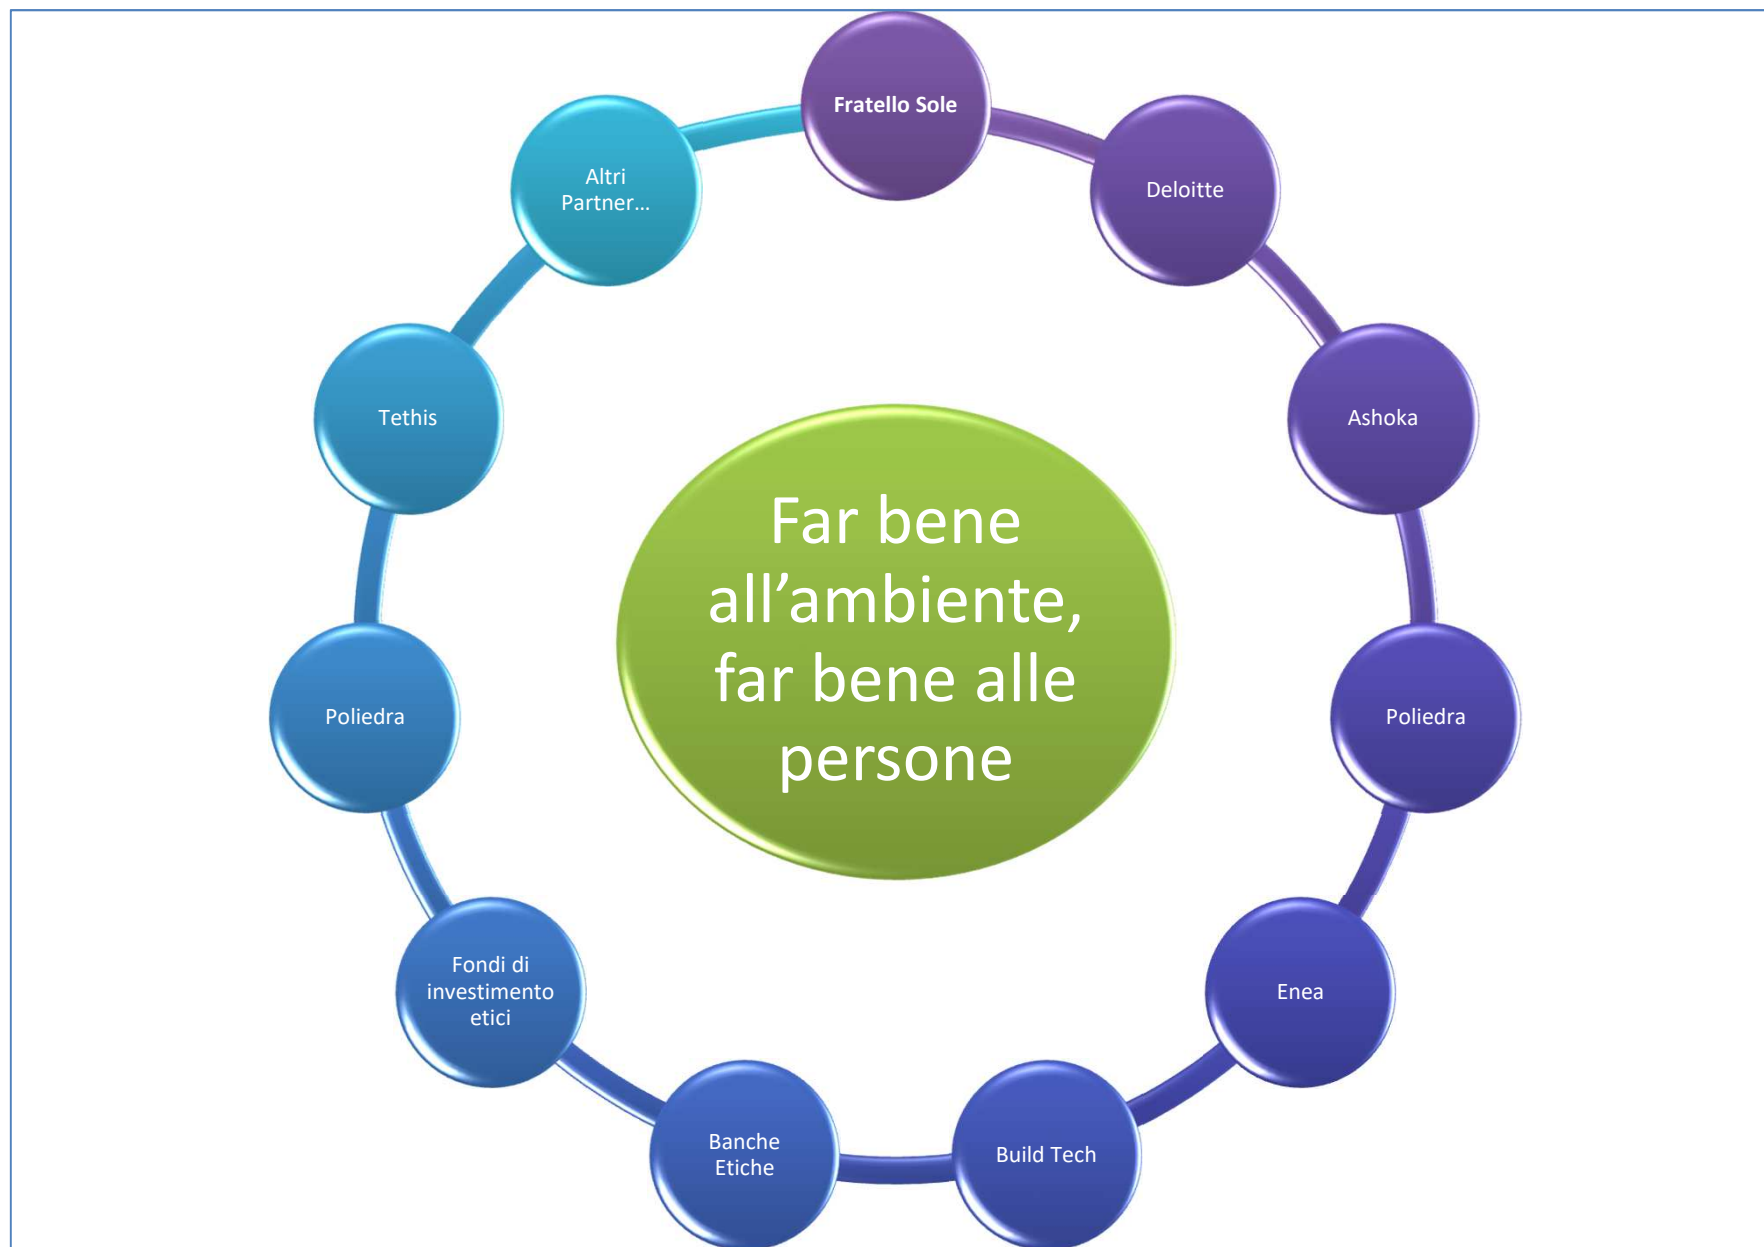 Fratello Sole
Deloitte
Ashoka
Poliedra
Enea
Build Tech
Banche
Etiche
Fondi di
investimento
etici
Poliedra
Tethis
Altri
Partner...
Far bene
all’ambiente,
far bene alle
persone